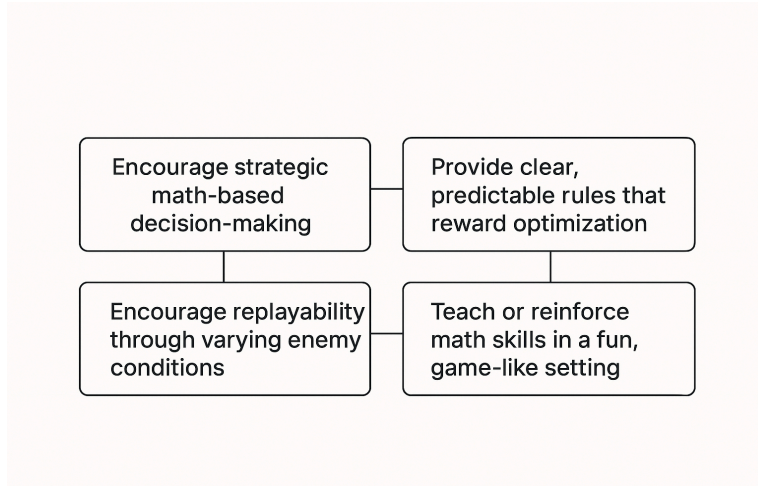 Encourage strategic
math-based
decision-making
Provide clear,
predictable rules that
reward optimization
Encourage replayability
through varying enemy
conditions
Teach or reinforce
math skills in a fun,
game-like setting